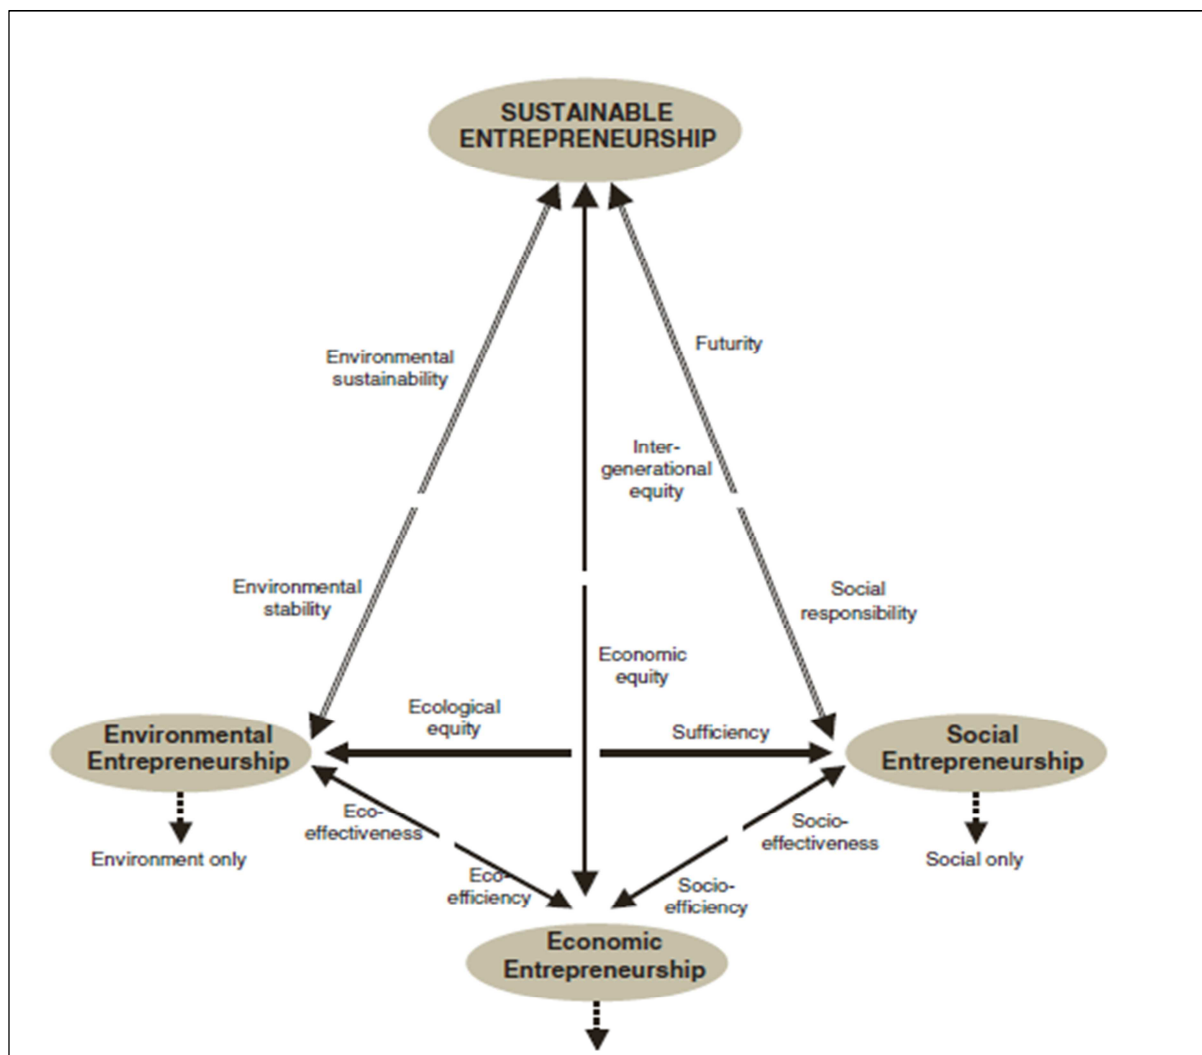 SUSTAINABLE
ENTREPRENEURSHIP
Environmental
sustainability
Futurity
Inter-
generational
equity
Environmental
stability
Social
responsibility
Economic
equity
Ecological
equity
Sufficiency
Environmental
Entrepreneurship
Social
Entrepreneurship
Eco-
effectiveness
Socio-
effectiveness
Environment only
Social only
Eco-
efficiency
Socio-
efficiency
Economic
Entrepreneurship